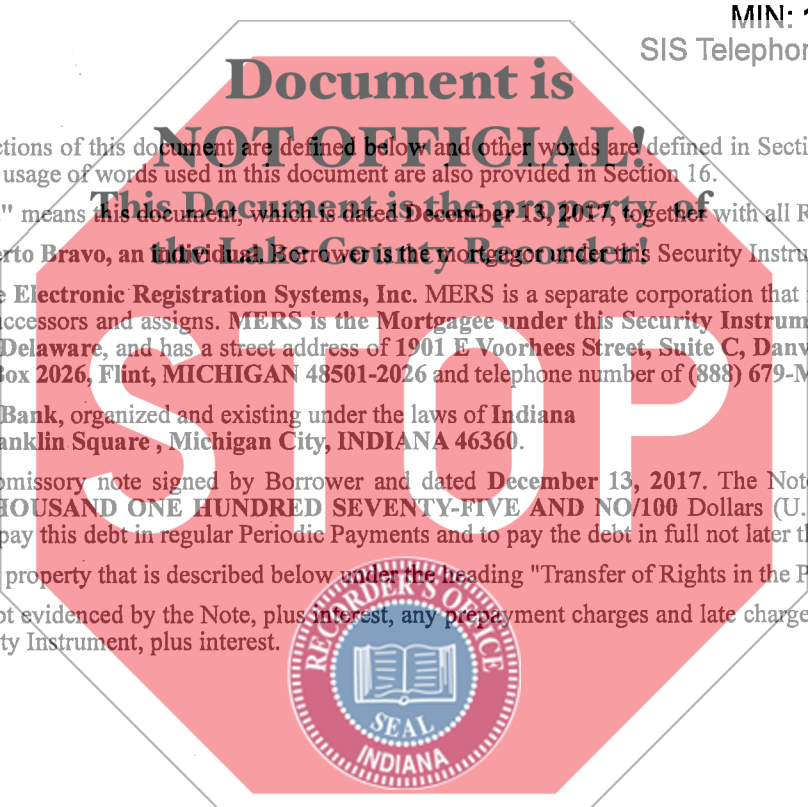 MIN:
SIS Telephon
Document is
NOT OFFICIAL!
ctions of this document are defined below and other words are defined in Secti
usage of words used in this document are also provided in Section 16.
This Document is the property of
" means this document, which is dated December 13, 2017, together with all R
the Lake County Recorder!
rto Bravo, an individual. Borrower is the mortgagor under this Security Instru
e Electronic Registration Systems, Inc. MERS is a separate corporation that
ccessors and assigns. MERS is the Mortgagee under this Security Instrum
Delaware, and has a street address of 1901 E Voorhees Street, Suite C, Danv
Box 2026, Flint, MICHIGAN 48501-2026 and telephone number of (888) 679-M
Bank, organized and existing under the laws of Indiana
anklin Square , Michigan City, INDIANA 46360.
omissory note signed by Borrower and dated December 13, 2017. The Note
HOUSAND ONE HUNDRED SEVENTY-FIVE AND NO/100 Dollars (U.
pay this debt in regular Periodic Payments and to pay the debt in full not later th
STOP
property that is described below under the heading "Transfer of Rights in the P
bt evidenced by the Note, plus interest, any prepayment charges and late charge
ty Instrument, plus interest.
RECORDER'S OFFICE
SEAL
INDIANA